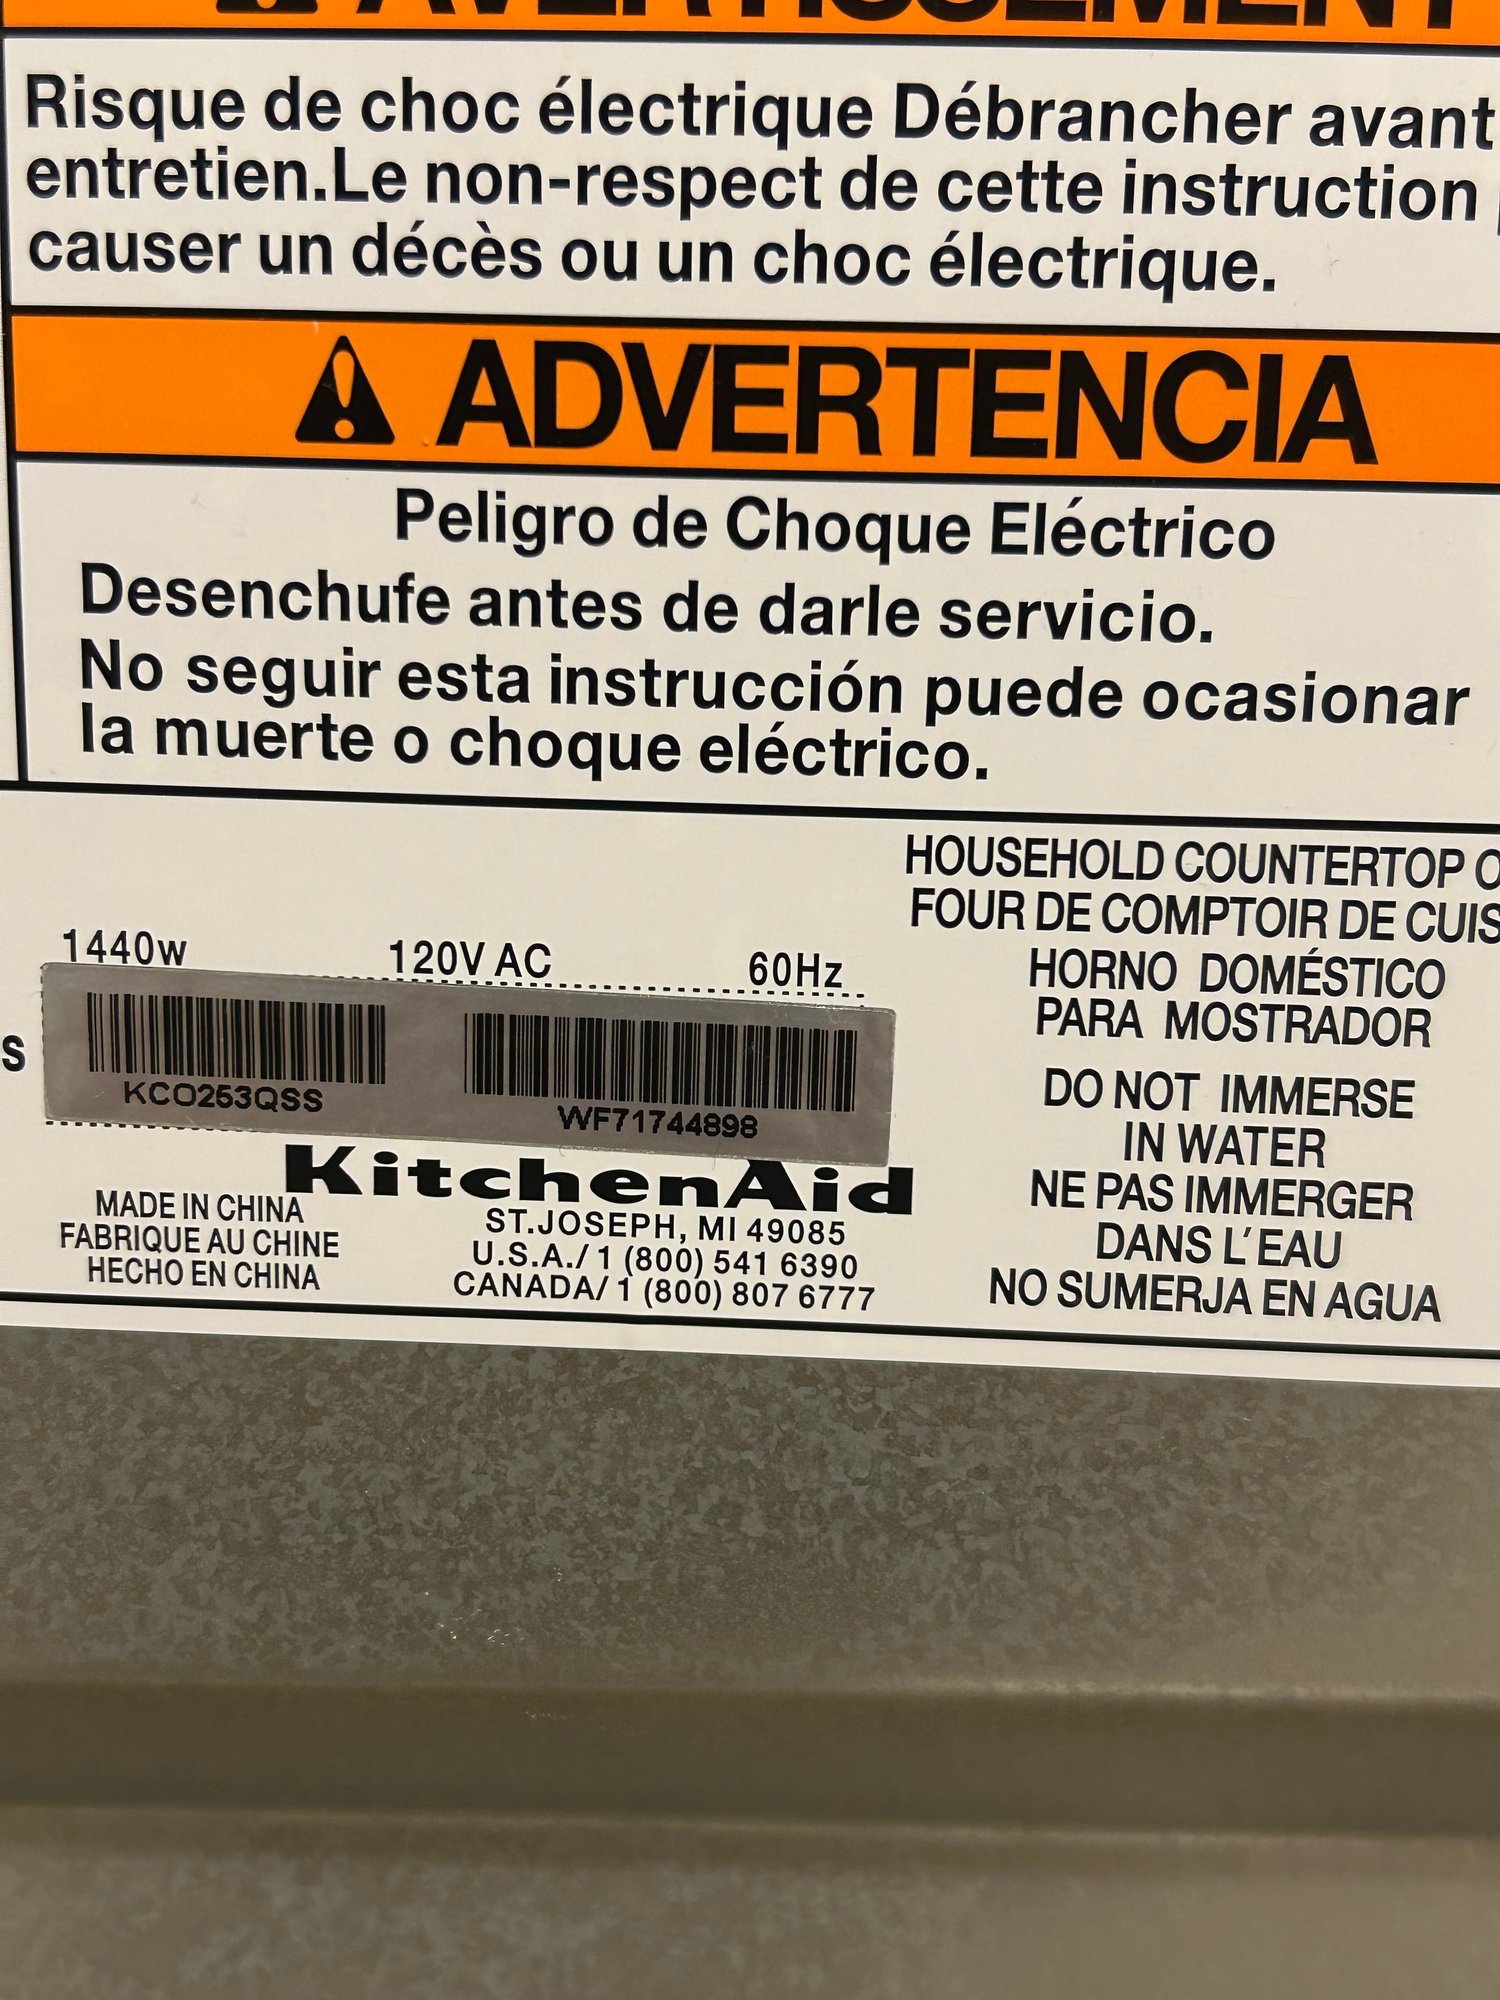 AVERTISSEMENT
Risque de choc électrique Débrancher avant
entretien.Le non-respect de cette instruction
causer un décès ou un choc électrique.
ADVERTENCIA
Peligro de Choque Eléctrico
Desenchufe antes de darle servicio.
No seguir esta instrucción puede ocasionar
la muerte o choque eléctrico.
HOUSEHOLD COUNTERTOP O
FOUR DE COMPTOIR DE CUIS
HORNO DOMÉSTICO
PARA MOSTRADOR
1440w 120V AC 60Hz
S
KCO253QSS WF71744898
KitchenAid
ST.JOSEPH, MI 49085
U.S.A./ 1 (800) 541 6390
CANADA/ 1 (800) 807 6777
MADE IN CHINA
FABRIQUE AU CHINE
HECHO EN CHINA
DO NOT IMMERSE
IN WATER
NE PAS IMMERGER
DANS L'EAU
NO SUMERJA EN AGUA